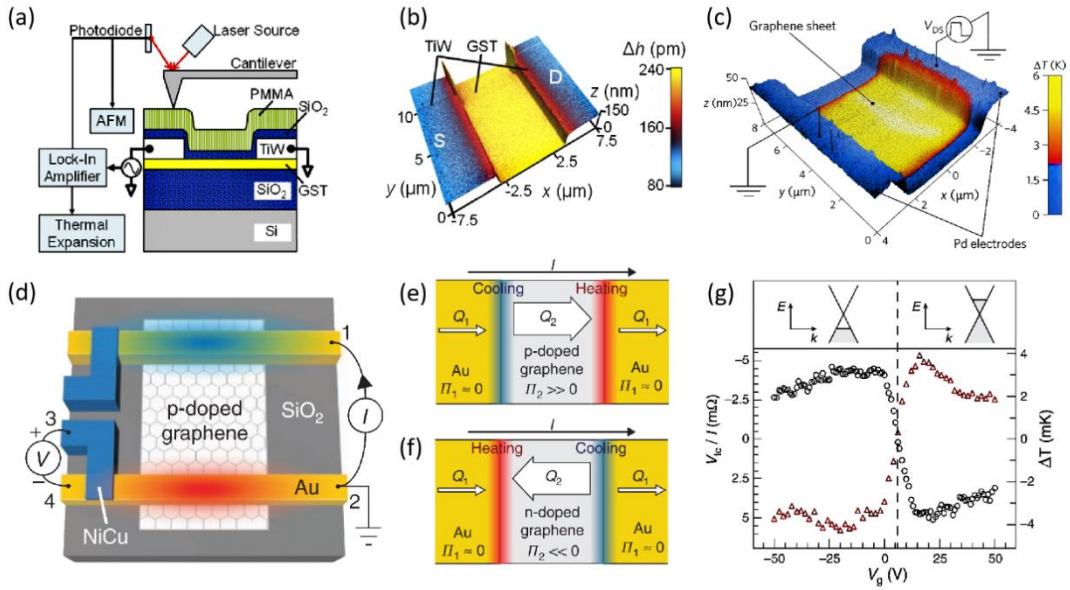 (a)
Photodiode
Laser Source
Cantilever
PMMA
SiO₂
AFM
TiW
Lock-In
Amplifier
GST
SiO₂
Thermal
Expansion
Si
(b)
TiW
GST
Δh (pm)
240
160
80
D
S
z (nm)
150
0
7.5
2.5
-2.5
-7.5
x (μm)
10
5
0
y (μm)
(c)
Graphene sheet
V_DS
ΔT (K)
6
5
4
3
2
1
0
50
25
z (nm)
8
6
4
2
0
y (μm)
-4
-2
0
2
4
x (μm)
Pd electrodes
(d)
1
p-doped
graphene
SiO₂
I
3
+
V
−
4
Au
2
NiCu
(e)
I
Cooling
Heating
Q₁
Q₂
Q₁
Au
p-doped
graphene
Au
Π₁ ≈ 0
Π₂ >> 0
Π₁ ≈ 0
(f)
I
Heating
Cooling
Q₁
Q₂
Q₁
Au
n-doped
graphene
Au
Π₁ ≈ 0
Π₂ << 0
Π₁ ≈ 0
(g)
E
k
E
k
-5
-2.5
0
2.5
5
V_tc / I (mΩ)
4
2
0
-2
-4
ΔT (mK)
-50
-25
0
25
50
V_g (V)